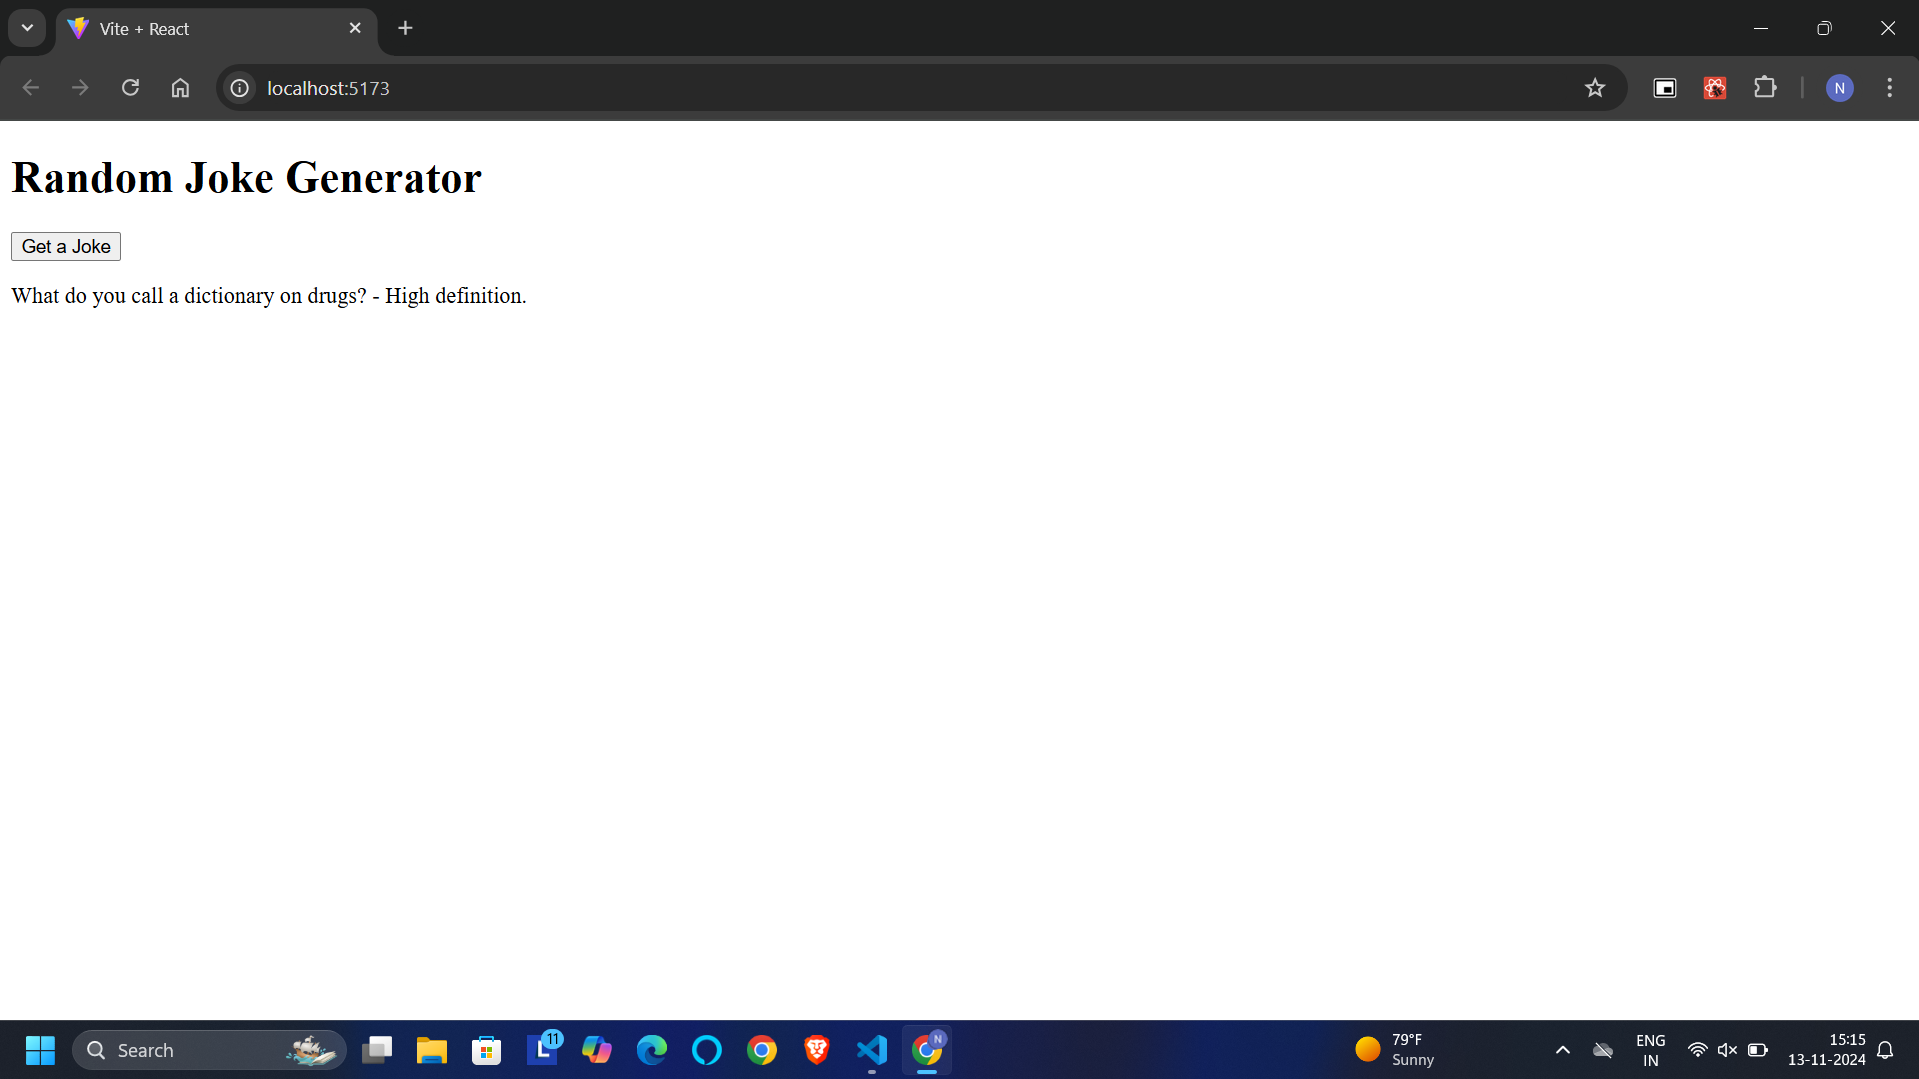 Vite + React
localhost:5173
N
Random Joke Generator
Get a Joke
What do you call a dictionary on drugs? - High definition.
Search
L
11
N
79°F
Sunny
ENG
IN
15:15
13-11-2024